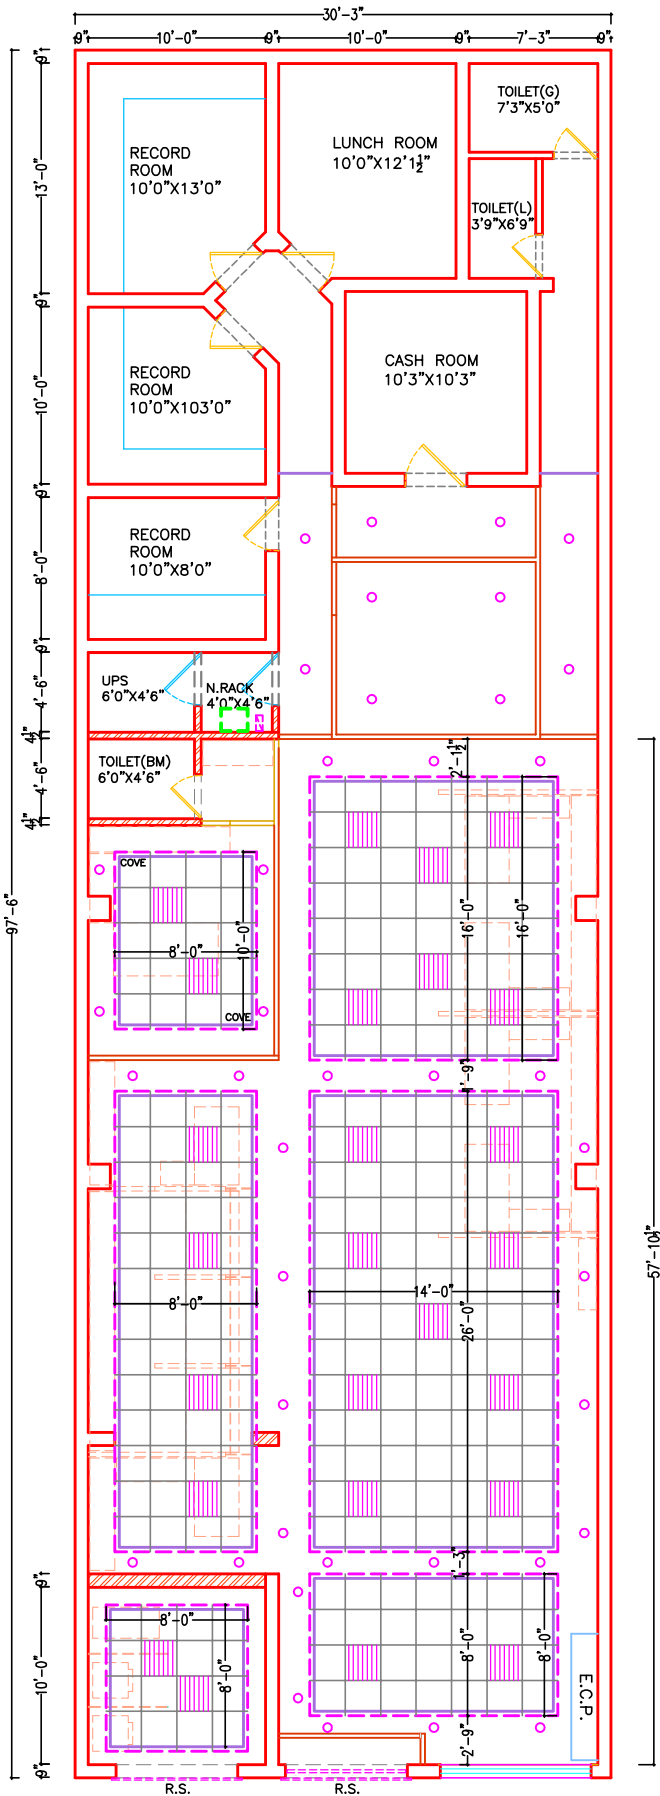 30'-3"
9" 10'-0" 9" 10'-0" 9" 7'-3" 9"
9"
TOILET(G)
7'3"X5'0"
LUNCH ROOM
10'0"X12'1½"
RECORD
ROOM
10'0"X13'0"
13'-0"
TOILET(L)
3'9"X6'9"
9"
CASH ROOM
10'3"X10'3"
RECORD
ROOM
10'0"X103'0"
10'-0"
9"
RECORD
ROOM
10'0"X8'0"
8'-0"
9"
UPS
6'0"X4'6"
N.RACK
4'0"X4'6"
4'-6"
4½"
TOILET(BM)
6'0"X4'6"
4'-6"
4½"
2'-1½"
COVE
8'-0"
10'-0"
COVE
16'-0"
16'-0"
97'-6"
1'-9"
57'-10½"
14'-0"
8'-0"
26'-0"
1'-3"
9"
8'-0"
8'-0"
10'-0"
8'-0"
8'-0"
E.C.P.
2'-9"
9"
R.S.
R.S.